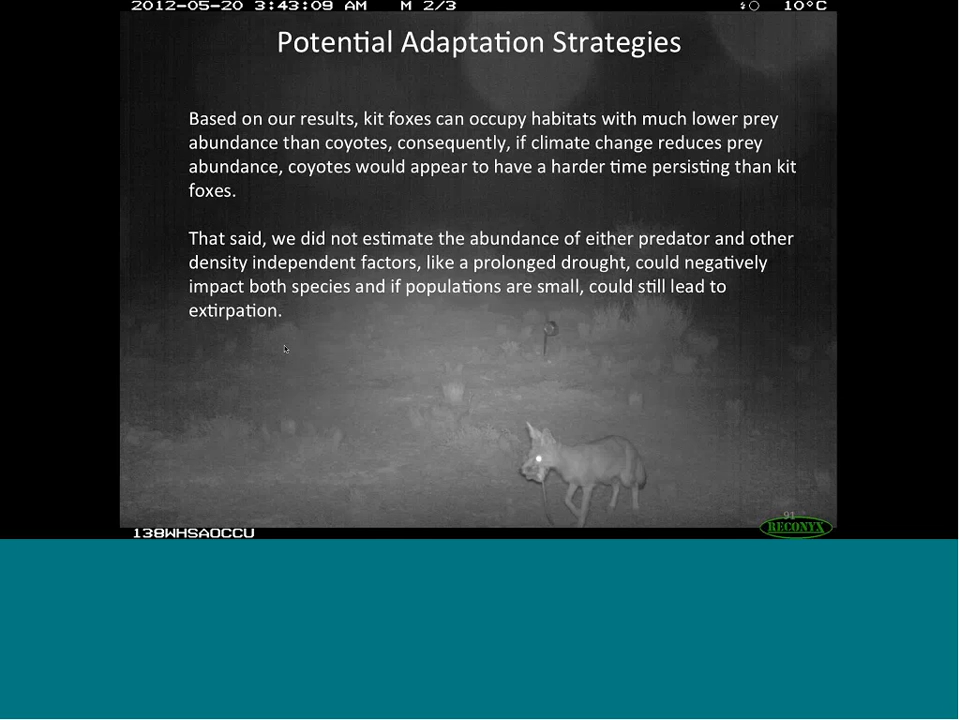 2012-05-20 3:43:09 AM M 2/3 10°C
Potential Adaptation Strategies
Based on our results, kit foxes can occupy habitats with much lower prey
abundance than coyotes, consequently, if climate change reduces prey
abundance, coyotes would appear to have a harder time persisting than kit
foxes.
That said, we did not estimate the abundance of either predator and other
density independent factors, like a prolonged drought, could negatively
impact both species and if populations are small, could still lead to
extirpation.
91
138WHSAOCCU
RECONYX